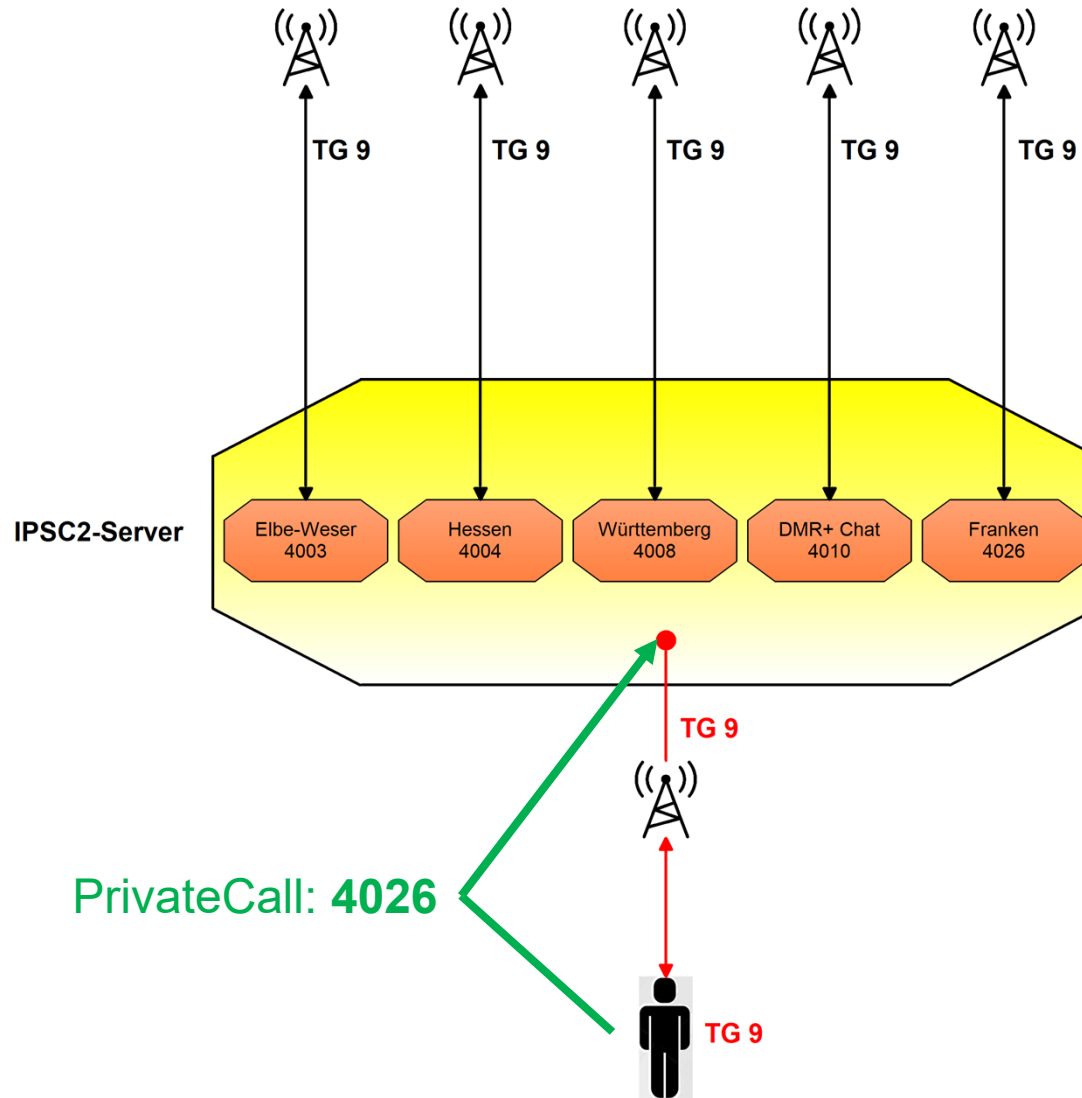 TG 9
TG 9
TG 9
TG 9
TG 9
IPSC2-Server
Elbe-Weser
4003
Hessen
4004
Württemberg
4008
DMR+ Chat
4010
Franken
4026
TG 9
PrivateCall: 4026
TG 9